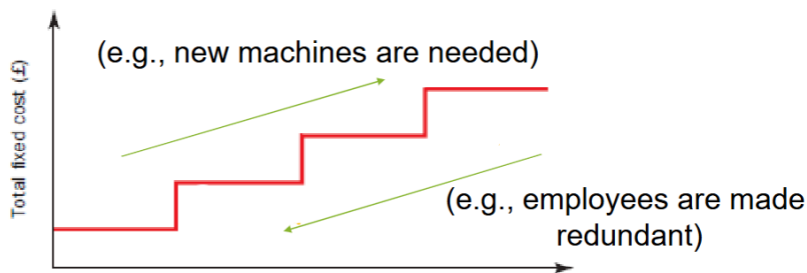 (e.g., new machines are needed)
Total fixed cost (£)
(e.g., employees are made
redundant)